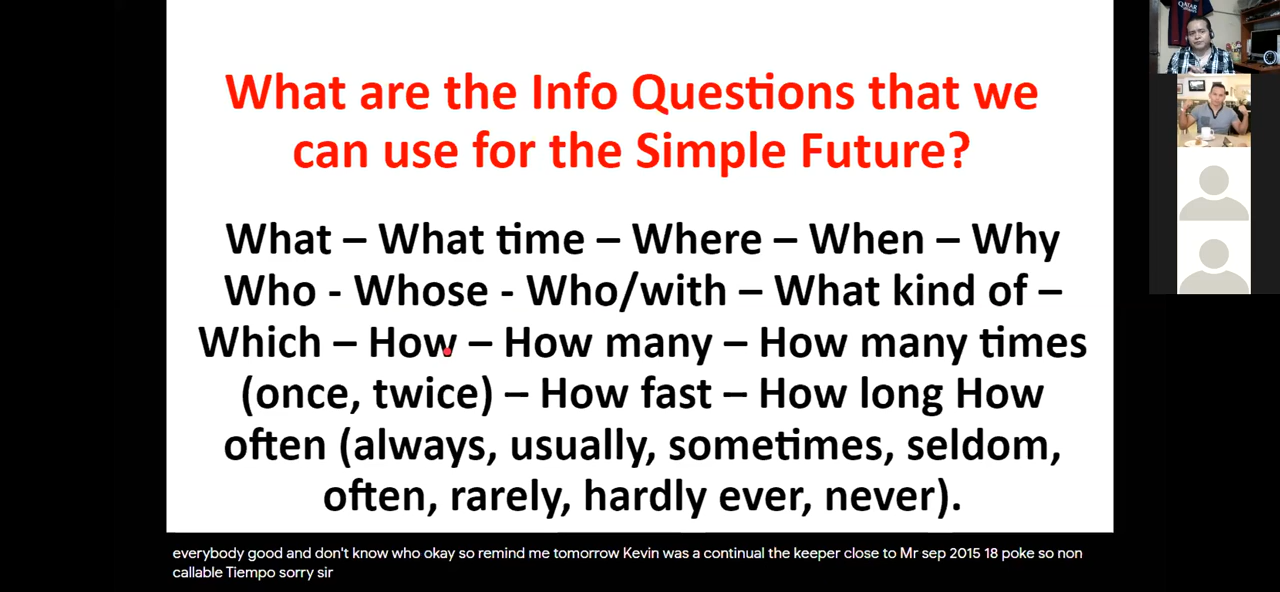 What are the Info Questions that we
can use for the Simple Future?
What – What time – Where – When – Why
Who - Whose - Who/with – What kind of –
Which – How – How many – How many times
(once, twice) – How fast – How long How
often (always, usually, sometimes, seldom,
often, rarely, hardly ever, never).
everybody good and don't know who okay so remind me tomorrow Kevin was a continual the keeper close to Mr sep 2015 18 poke so non
callable Tiempo sorry sir
QATAR